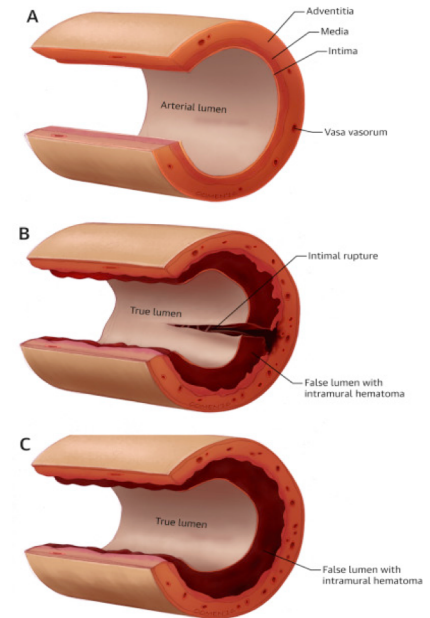 A
Adventitia
Media
Intima
Arterial lumen
Vasa vasorum
B
Intimal rupture
True lumen
False lumen with
intramural hematoma
C
True lumen
False lumen with
intramural hematoma